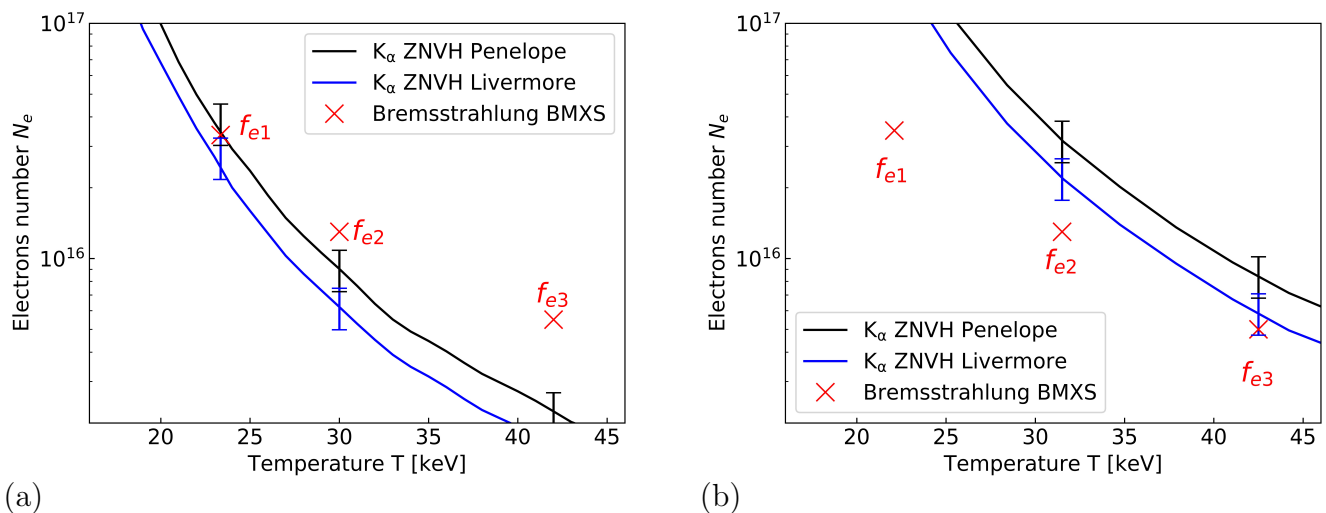 10^17
10^16
Electrons number N_e
K_α ZNVH Penelope
K_α ZNVH Livermore
Bremsstrahlung BMXS
f_e1
f_e2
f_e3
20 25 30 35 40 45
Temperature T [keV]
(a)
10^17
10^16
Electrons number N_e
f_e1
f_e2
f_e3
K_α ZNVH Penelope
K_α ZNVH Livermore
Bremsstrahlung BMXS
20 25 30 35 40 45
Temperature T [keV]
(b)